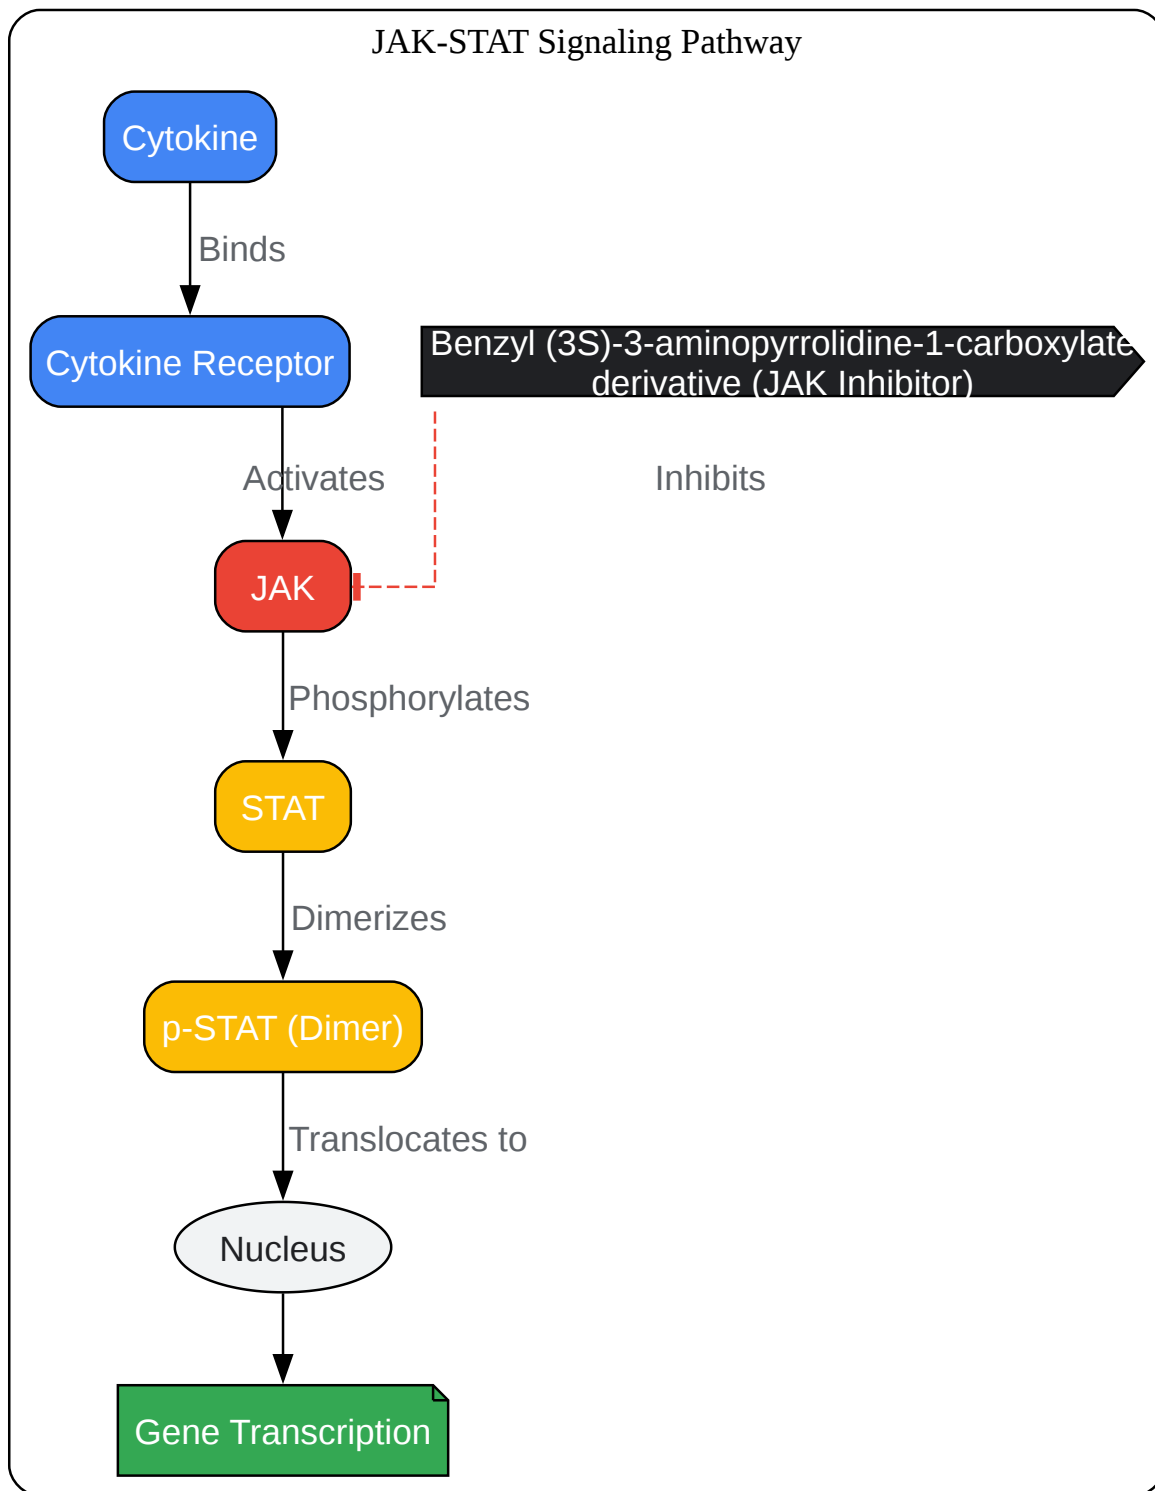 JAK-STAT Signaling Pathway
Cytokine
Binds
Cytokine Receptor
Benzyl (3S)-3-aminopyrrolidine-1-carboxylate
derivative (JAK Inhibitor)
Activates
Inhibits
JAK
Phosphorylates
STAT
Dimerizes
p-STAT (Dimer)
Translocates to
Nucleus
Gene Transcription